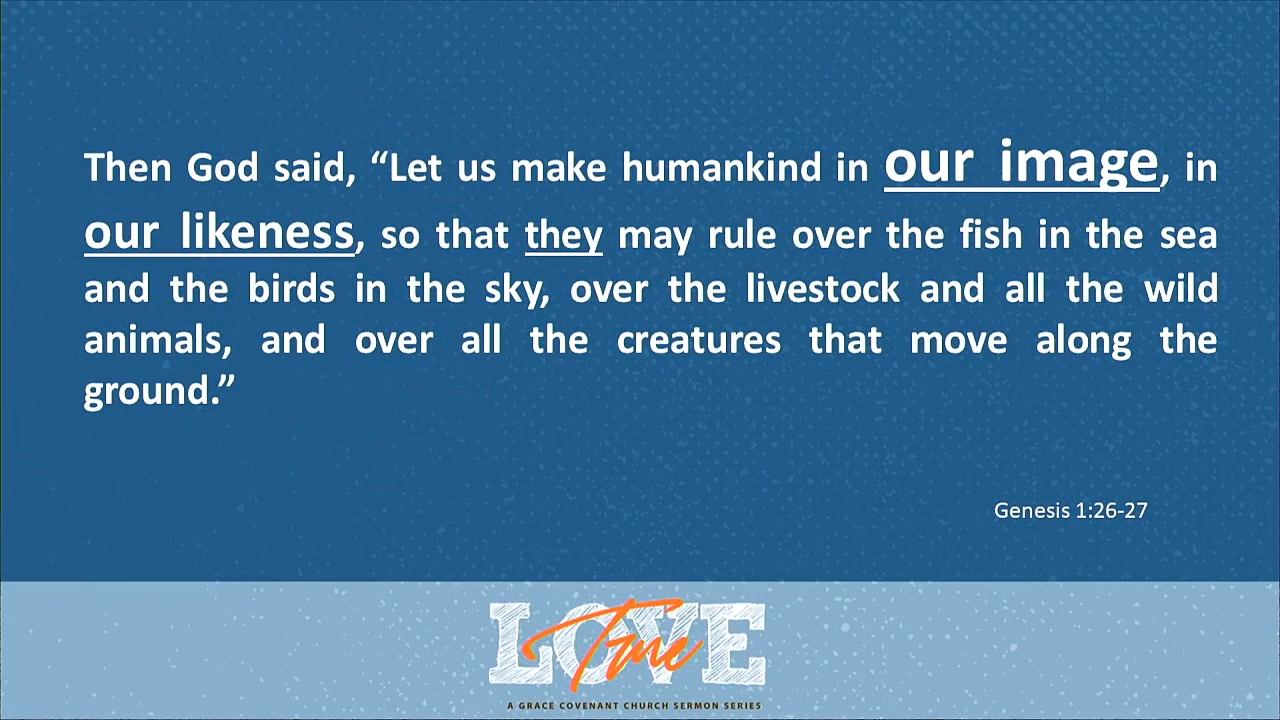 Then God said, “Let us make humankind in our image, in
our likeness, so that they may rule over the fish in the sea
and the birds in the sky, over the livestock and all the wild
animals, and over all the creatures that move along the
ground.”
Genesis 1:26-27
LOVE
True
A GRACE COVENANT CHURCH SERMON SERIES